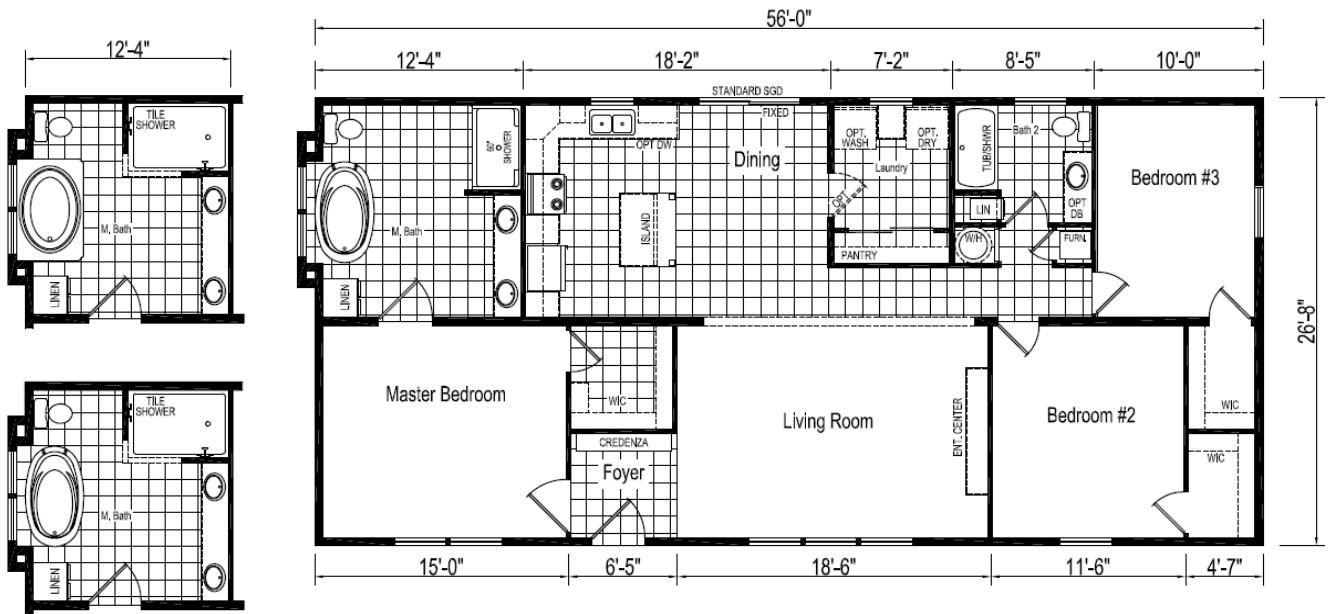 56'-0"
12'-4"
12'-4"
18'-2"
7'-2"
8'-5"
10'-0"
TILE
SHOWER
M. Bath
LINEN
STANDARD SGD
FIXED
60"
SHOWER
M. Bath
LINEN
OPT DW
Dining
ISLAND
OPT.
WASH
OPT.
DRY
Laundry
OPT
PANTRY
TUB/SHWR
Bath 2
LIN
OPT
DB
W/H
FURN.
Bedroom #3
26'-8"
TILE
SHOWER
M. Bath
LINEN
Master Bedroom
WIC
CREDENZA
Foyer
Living Room
ENT. CENTER
Bedroom #2
WIC
WIC
15'-0"
6'-5"
18'-6"
11'-6"
4'-7"